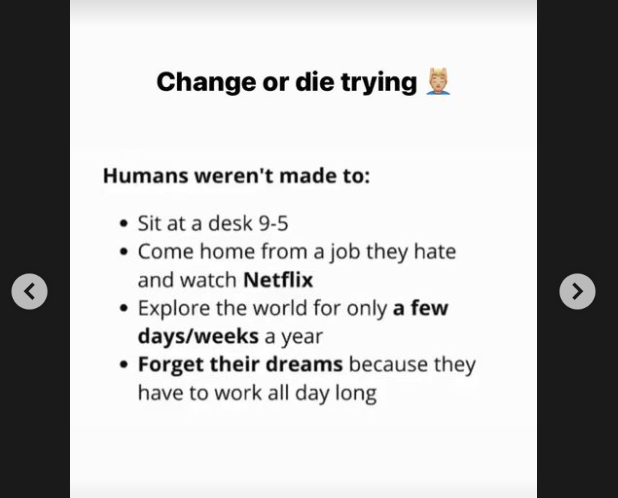 Change or die trying 💆🏼
Humans weren't made to:
• Sit at a desk 9-5
• Come home from a job they hate
and watch Netflix
• Explore the world for only a few
days/weeks a year
• Forget their dreams because they
have to work all day long